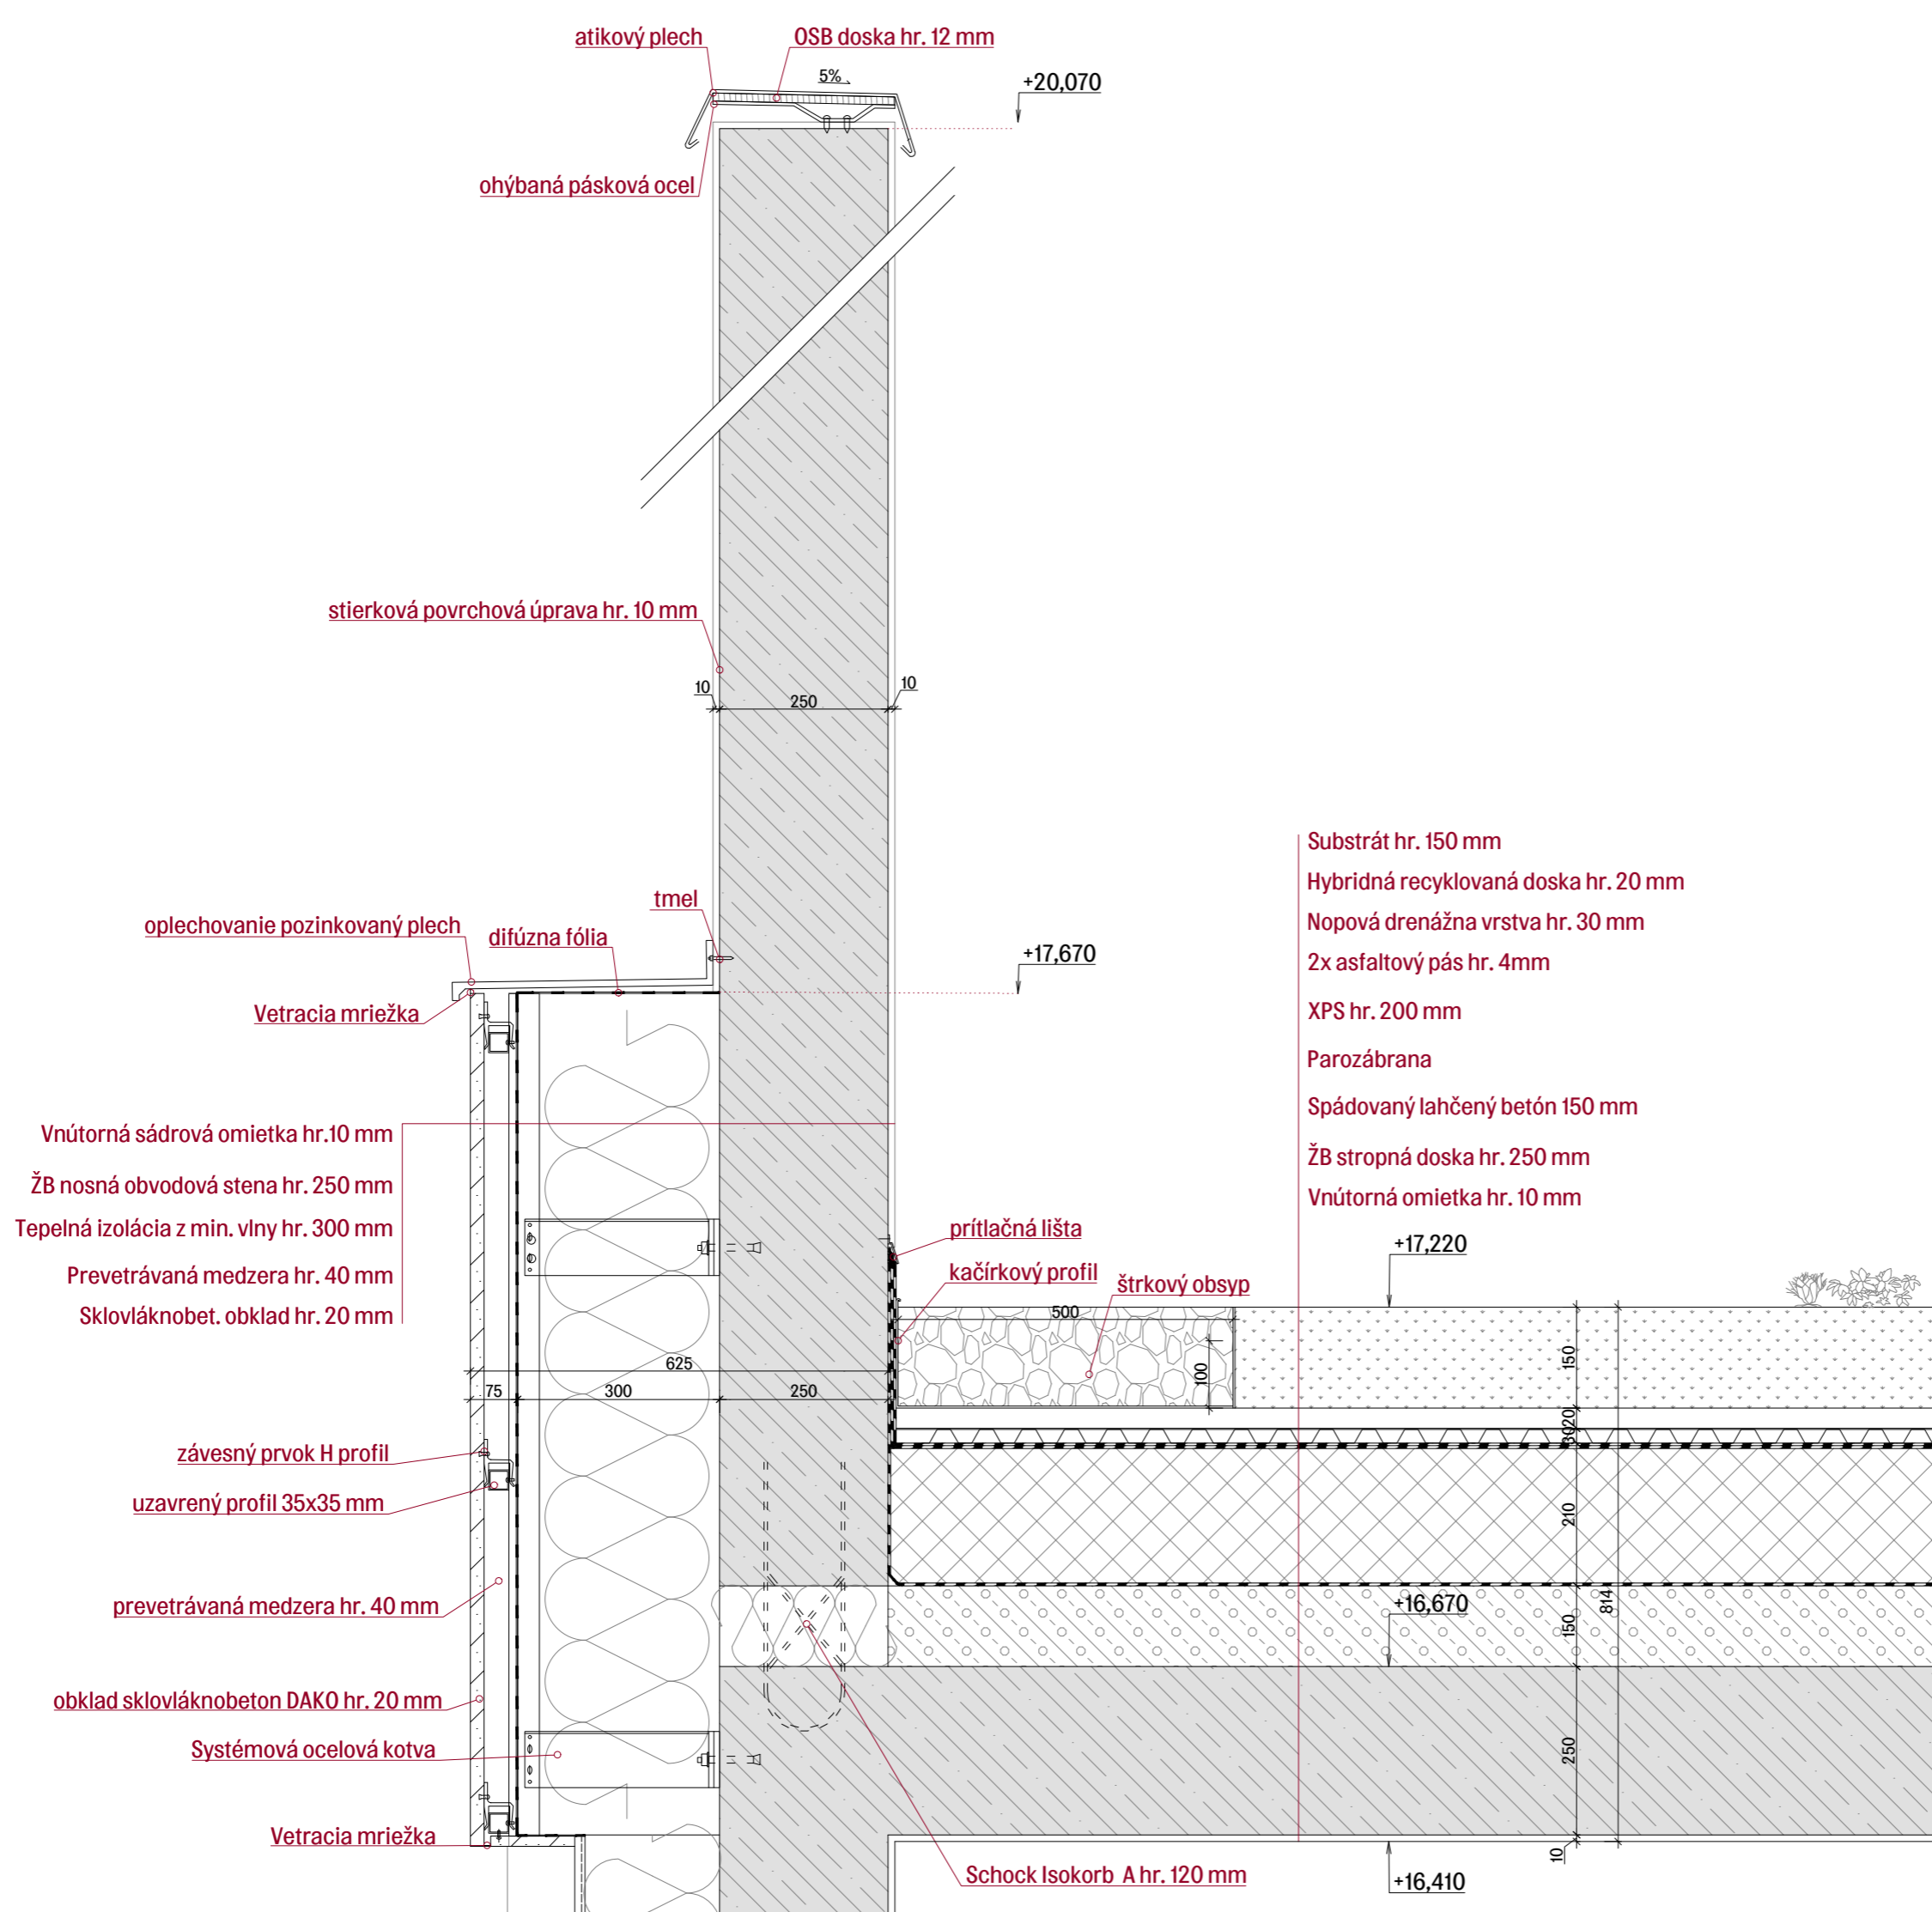 atikový plech
OSB doska hr. 12 mm
5%
+20,070
ohýbaná pásková ocel
stierková povrchová úprava hr. 10 mm
10
250
10
Substrát hr. 150 mm
Hybridná recyklovaná doska hr. 20 mm
Nopová drenážna vrstva hr. 30 mm
2x asfaltový pás hr. 4mm
XPS hr. 200 mm
Parozábrana
Spádovaný lahčený betón 150 mm
ŽB stropná doska hr. 250 mm
Vnútorná omietka hr. 10 mm
tmel
oplechovanie pozinkovaný plech
difúzna fólia
+17,670
Vetracia mriežka
Vnútorná sádrová omietka hr.10 mm
ŽB nosná obvodová stena hr. 250 mm
Tepelná izolácia z min. vlny hr. 300 mm
Prevetrávaná medzera hr. 40 mm
Sklovláknobet. obklad hr. 20 mm
prítlačná lišta
kačírkový profil
štrkový obsyp
+17,220
500
100
625
75
300
250
150
20
30
210
150
250
10
814
závesný prvok H profil
uzavrený profil 35x35 mm
prevetrávaná medzera hr. 40 mm
+16,670
obklad sklovláknobeton DAKO hr. 20 mm
Systémová ocelová kotva
Vetracia mriežka
Schock Isokorb A hr. 120 mm
+16,410